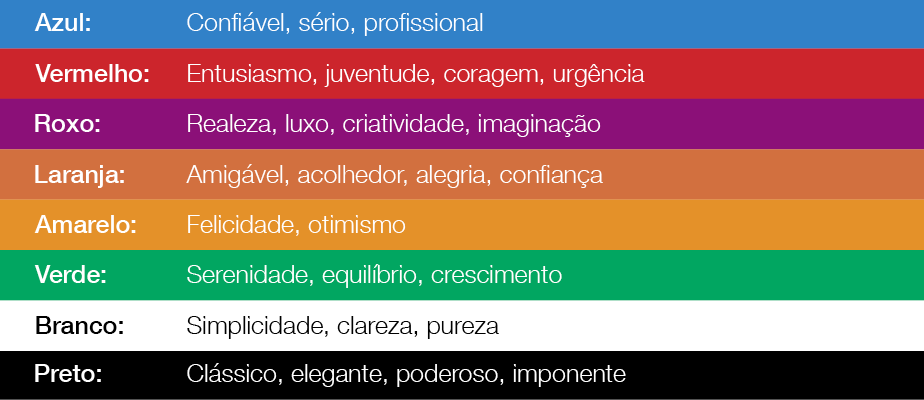 Azul: Confiável, sério, profissional
Vermelho: Entusiasmo, juventude, coragem, urgência
Roxo: Realeza, luxo, criatividade, imaginação
Laranja: Amigável, acolhedor, alegria, confiança
Amarelo: Felicidade, otimismo
Verde: Serenidade, equilíbrio, crescimento
Branco: Simplicidade, clareza, pureza
Preto: Clássico, elegante, poderoso, imponente